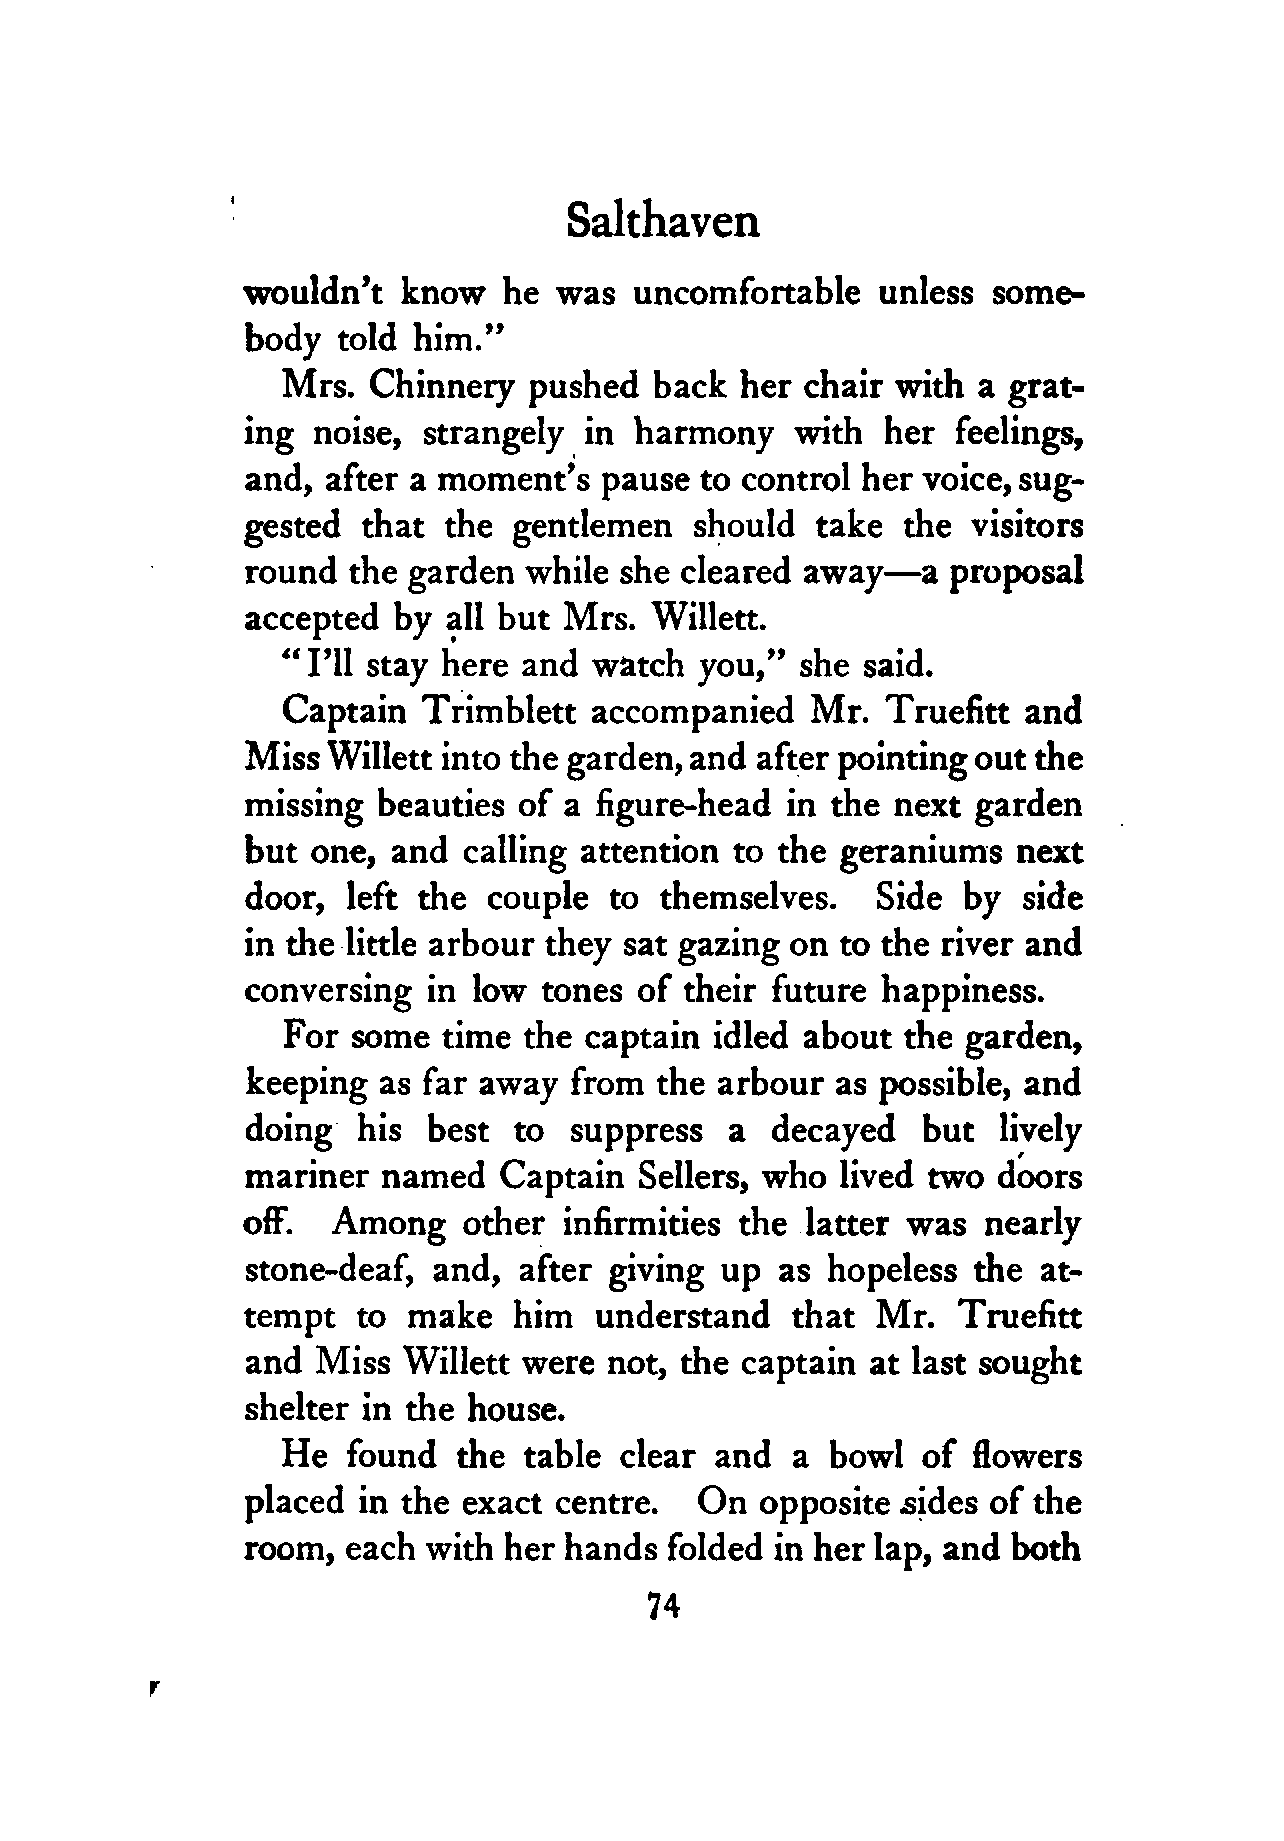 Salthaven
wouldn't know he was uncomfortable unless some-
body told him."
Mrs. Chinnery pushed back her chair with a grat-
ing noise, strangely in harmony with her feelings,
and, after a moment's pause to control her voice, sug-
gested that the gentlemen should take the visitors
round the garden while she cleared away—a proposal
accepted by all but Mrs. Willett.
"I'll stay here and watch you," she said.
Captain Trimblett accompanied Mr. Truefitt and
Miss Willett into the garden, and after pointing out the
missing beauties of a figure-head in the next garden
but one, and calling attention to the geraniums next
door, left the couple to themselves. Side by side
in the little arbour they sat gazing on to the river and
conversing in low tones of their future happiness.
For some time the captain idled about the garden,
keeping as far away from the arbour as possible, and
doing his best to suppress a decayed but lively
mariner named Captain Sellers, who lived two doors
off. Among other infirmities the latter was nearly
stone-deaf, and, after giving up as hopeless the at-
tempt to make him understand that Mr. Truefitt
and Miss Willett were not, the captain at last sought
shelter in the house.
He found the table clear and a bowl of flowers
placed in the exact centre. On opposite sides of the
room, each with her hands folded in her lap, and both
74